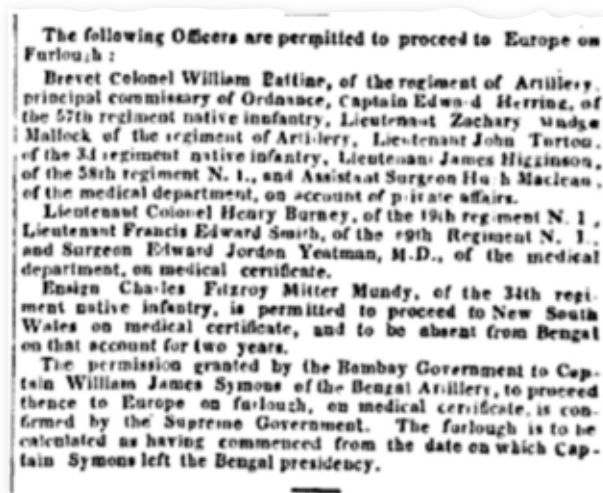 The following Officers are permitted to proceed to Europe on
Furlough :
Brevet Colonel William Battine, of the regiment of Artillery,
principal commissary of Ordnance, Captain Edward Herring, of
the 57th regiment native innfantry, Lieutenant Zachary Mudge
Mallock of the regiment of Artillery, Lieutenant John Turton,
of the 3d regiment native infantry, Lieutenant James Higginson,
of the 58th regiment N. I., and Assistant Surgeon Hugh Maclean,
of the medical department, on account of private affairs.
Lieutenant Colonel Henry Burney, of the 19th regiment N. I.,
Lieutenant Francis Edward Smith, of the Regiment N. I.,
and Surgeon Edward Jordon Yeatman, M.D., of the medical
department, on medical certificate.
Ensign Charles Fitzroy Mitter Mundy, of the 34th regi-
ment native infantry, is permitted to proceed to New South
Wales on medical certificate, and to be absent from Bengal
on that account for two years.
The permission granted by the Bombay Government to Cap-
tain William James Symons of the Bengal Artillery, to proceed
thence to Europe on furlough, on medical certificate, is con-
firmed by the Supreme Government. The furlough is to be
calculated as having commenced from the date on which Cap-
tain Symons left the Bengal presidency.